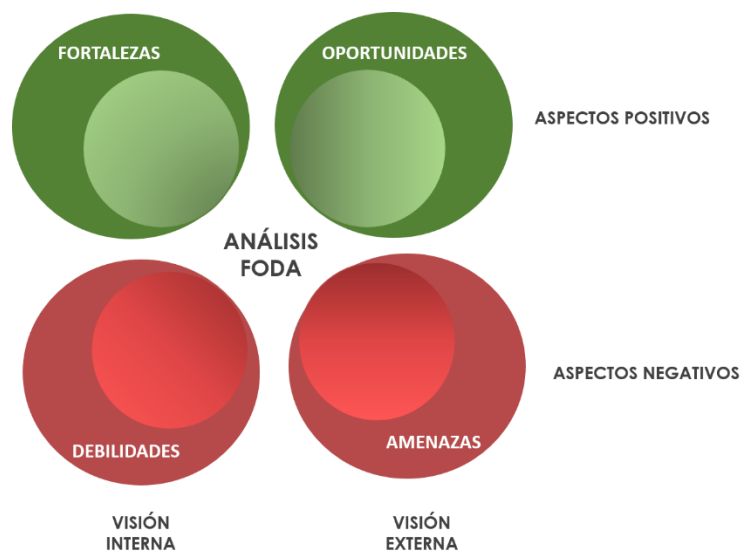 FORTALEZAS
OPORTUNIDADES
ASPECTOS POSITIVOS
ANÁLISIS
FODA
ASPECTOS NEGATIVOS
DEBILIDADES
AMENAZAS
VISIÓN
INTERNA
VISIÓN
EXTERNA